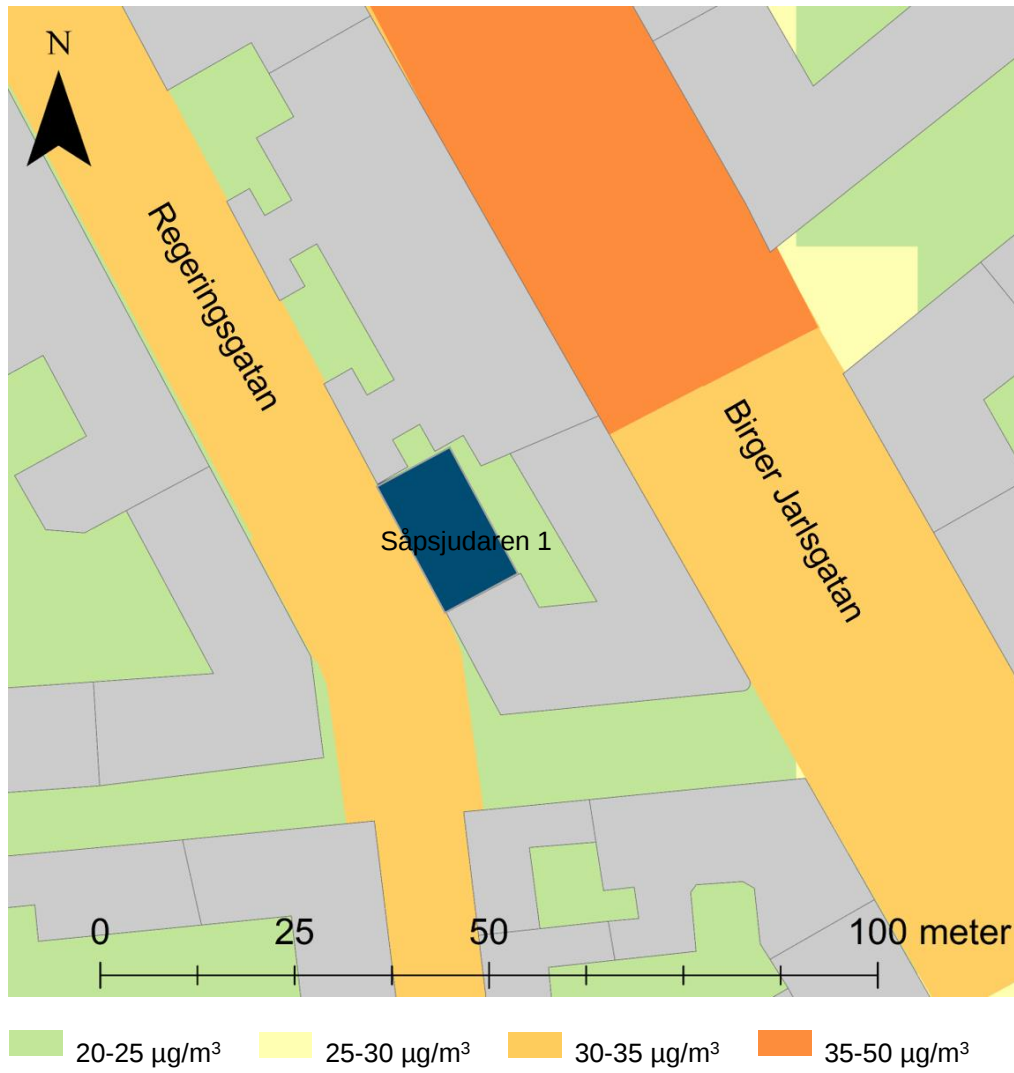 N
Regeringsgatan
Birger Jarlsgatan
Såpsjudaren 1
0 25 50 100 meter
20-25 µg/m³ 25-30 µg/m³ 30-35 µg/m³ 35-50 µg/m³